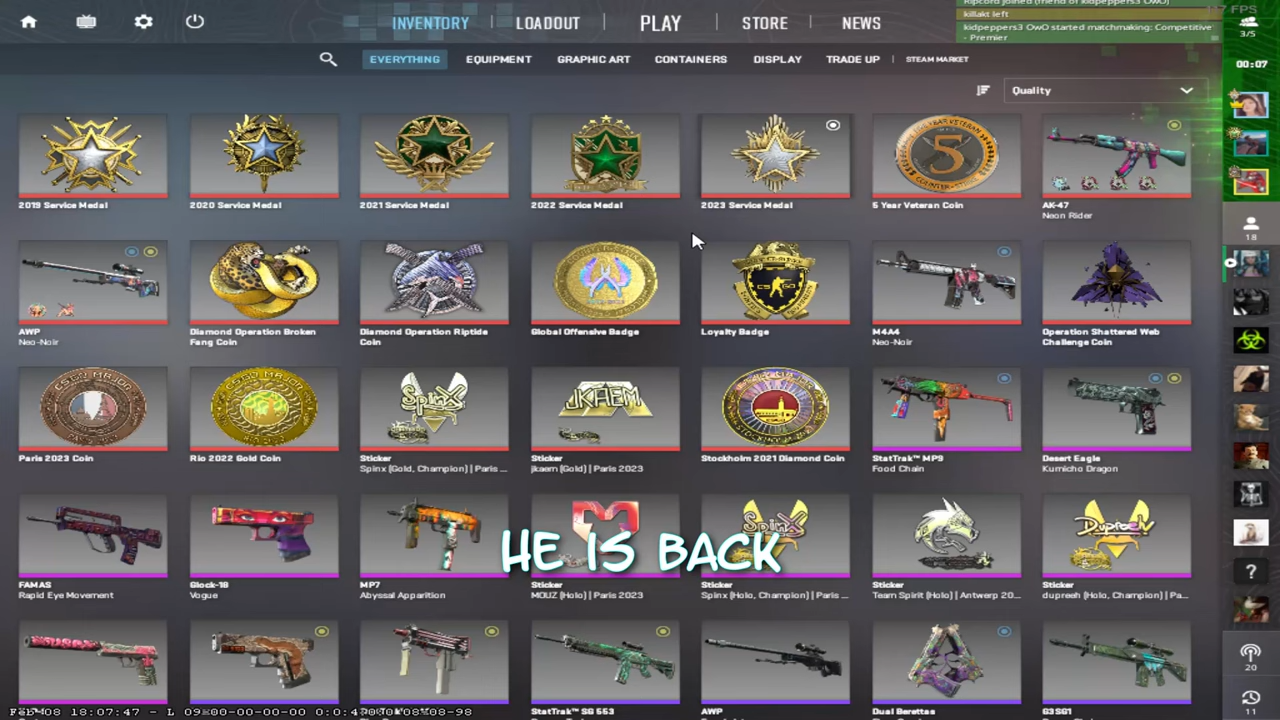 INVENTORY
LOADOUT
PLAY
STORE
NEWS
killakt left
kidpeppers3 OwO started matchmaking: Competitive
- Premier
FPS
3/5
00:07
EVERYTHING
EQUIPMENT
GRAPHIC ART
CONTAINERS
DISPLAY
TRADE UP
STEAM MARKET
Quality
2019 Service Medal
2020 Service Medal
2021 Service Medal
2022 Service Medal
2023 Service Medal
5 Year Veteran Coin
AK-47
Neon Rider
18
AWP
Neo-Noir
Diamond Operation Broken
Fang Coin
Diamond Operation Riptide
Coin
Global Offensive Badge
Loyalty Badge
M4A4
Neo-Noir
Operation Shattered Web
Challenge Coin
Paris 2023 Coin
Rio 2022 Gold Coin
Sticker
Spinx (Gold, Champion) | Paris ...
Sticker
jkaem (Gold) | Paris 2023
Stockholm 2021 Diamond Coin
StatTrak™ MP9
Food Chain
Desert Eagle
Kumicho Dragon
HE IS BACK
FAMAS
Rapid Eye Movement
Glock-18
Vogue
MP7
Abyssal Apparition
Sticker
MOUZ (Holo) | Paris 2023
Sticker
Spinx (Holo, Champion) | Paris ...
Sticker
Team Spirit (Holo) | Antwerp 20...
Sticker
dupreeh (Holo, Champion) | Pa...
?
20
StatTrak™ SG 553
AWP
Dual Berettas
G3SG1
11